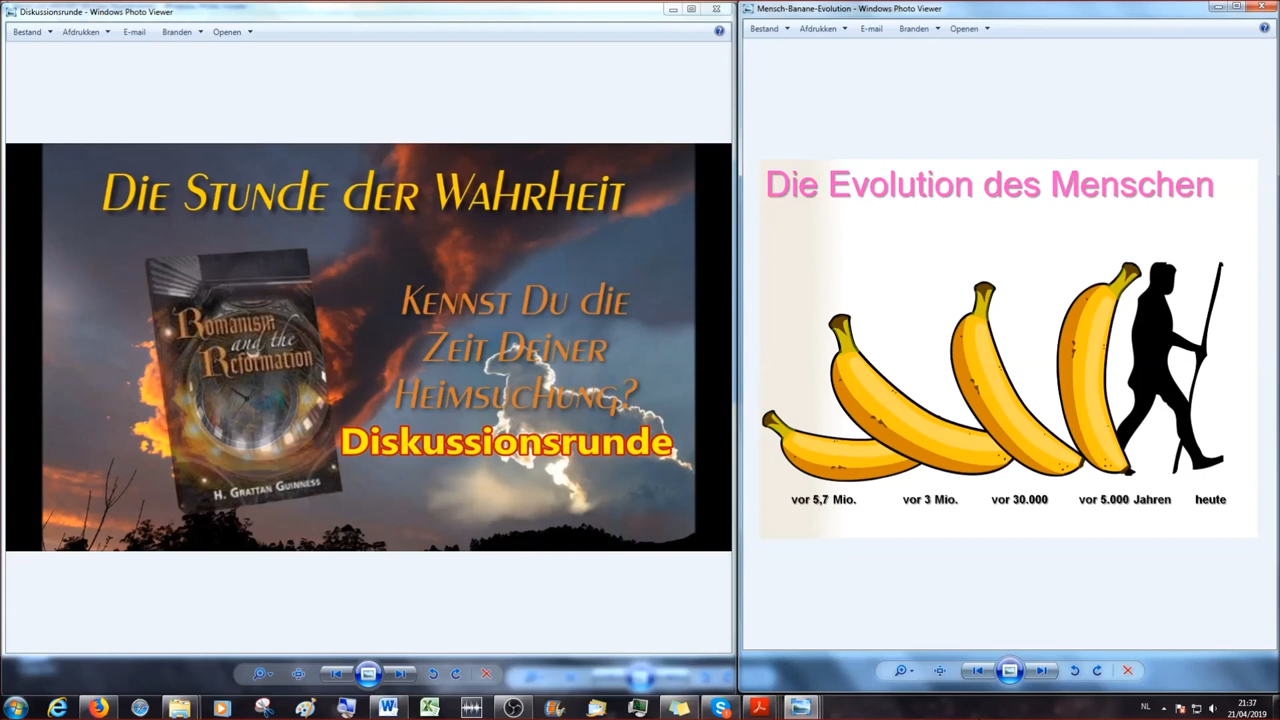 Diskussionsrunde - Windows Photo Viewer
Bestand Afdrukken E-mail Branden Openen
Die Stunde der Wahrheit
Romanism
and the
Reformation
H. Grattan Guinness
Kennst Du die
Zeit Deiner
Heimsuchung?
Diskussionsrunde
Mensch-Banane-Evolution - Windows Photo Viewer
Bestand Afdrukken E-mail Branden Openen
Die Evolution des Menschen
vor 5,7 Mio. vor 3 Mio. vor 30.000 vor 5.000 Jahren heute
NL
21:37
21/04/2019